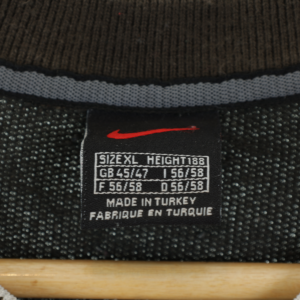 SIZE XL HEIGHT 188
GB 45/47 I 56/58
F 56/58 D 56/58
MADE IN TURKEY
FABRIQUE EN TURQUIE